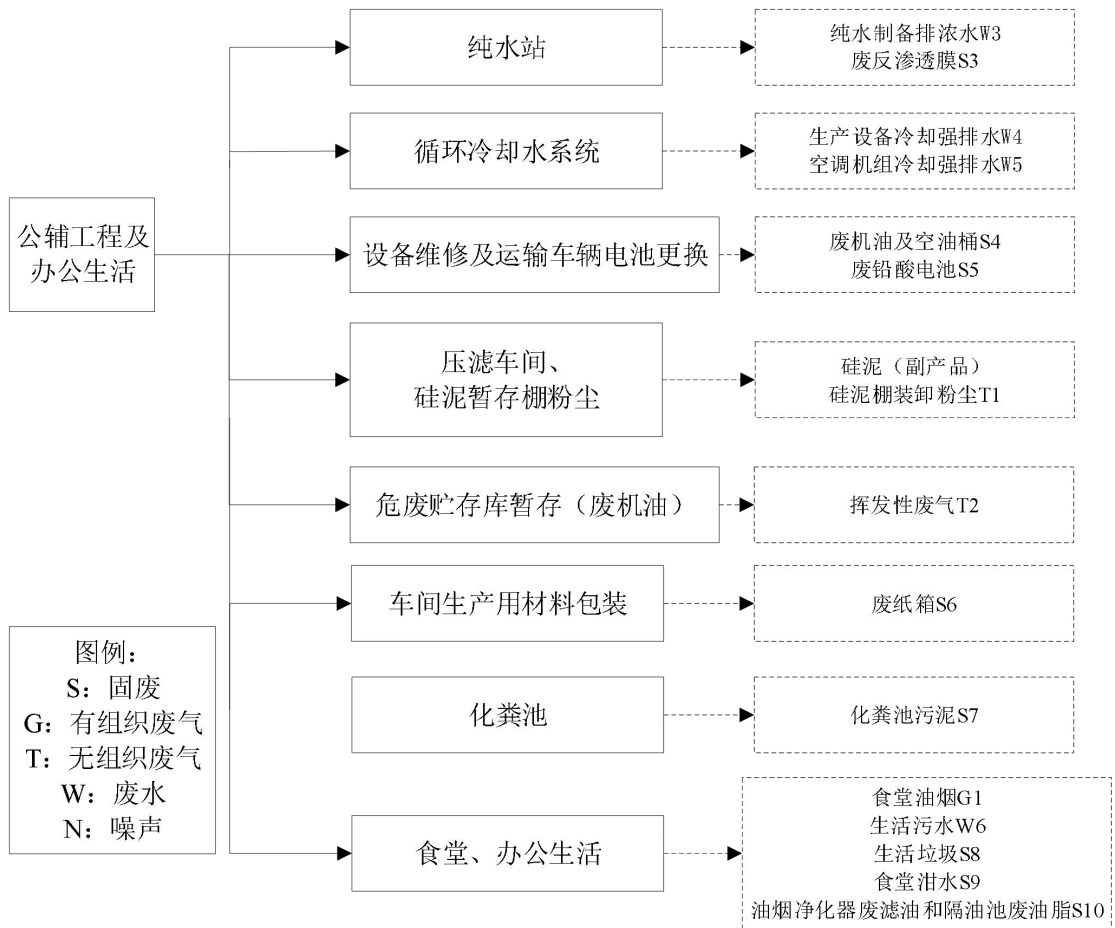 纯水站
纯水制备排浓水W3
废反渗透膜S3
循环冷却水系统
生产设备冷却强排水W4
空调机组冷却强排水W5
公辅工程及
办公生活
设备维修及运输车辆电池更换
废机油及空油桶S4
废铅酸电池S5
压滤车间、
硅泥暂存棚粉尘
硅泥（副产品）
硅泥棚装卸粉尘T1
危废贮存库暂存（废机油）
挥发性废气T2
车间生产用材料包装
废纸箱S6
图例：
S：固废
G：有组织废气
T：无组织废气
W：废水
N：噪声
化粪池
化粪池污泥S7
食堂、办公生活
食堂油烟G1
生活污水W6
生活垃圾S8
食堂泔水S9
油烟净化器废滤油和隔油池废油脂S10